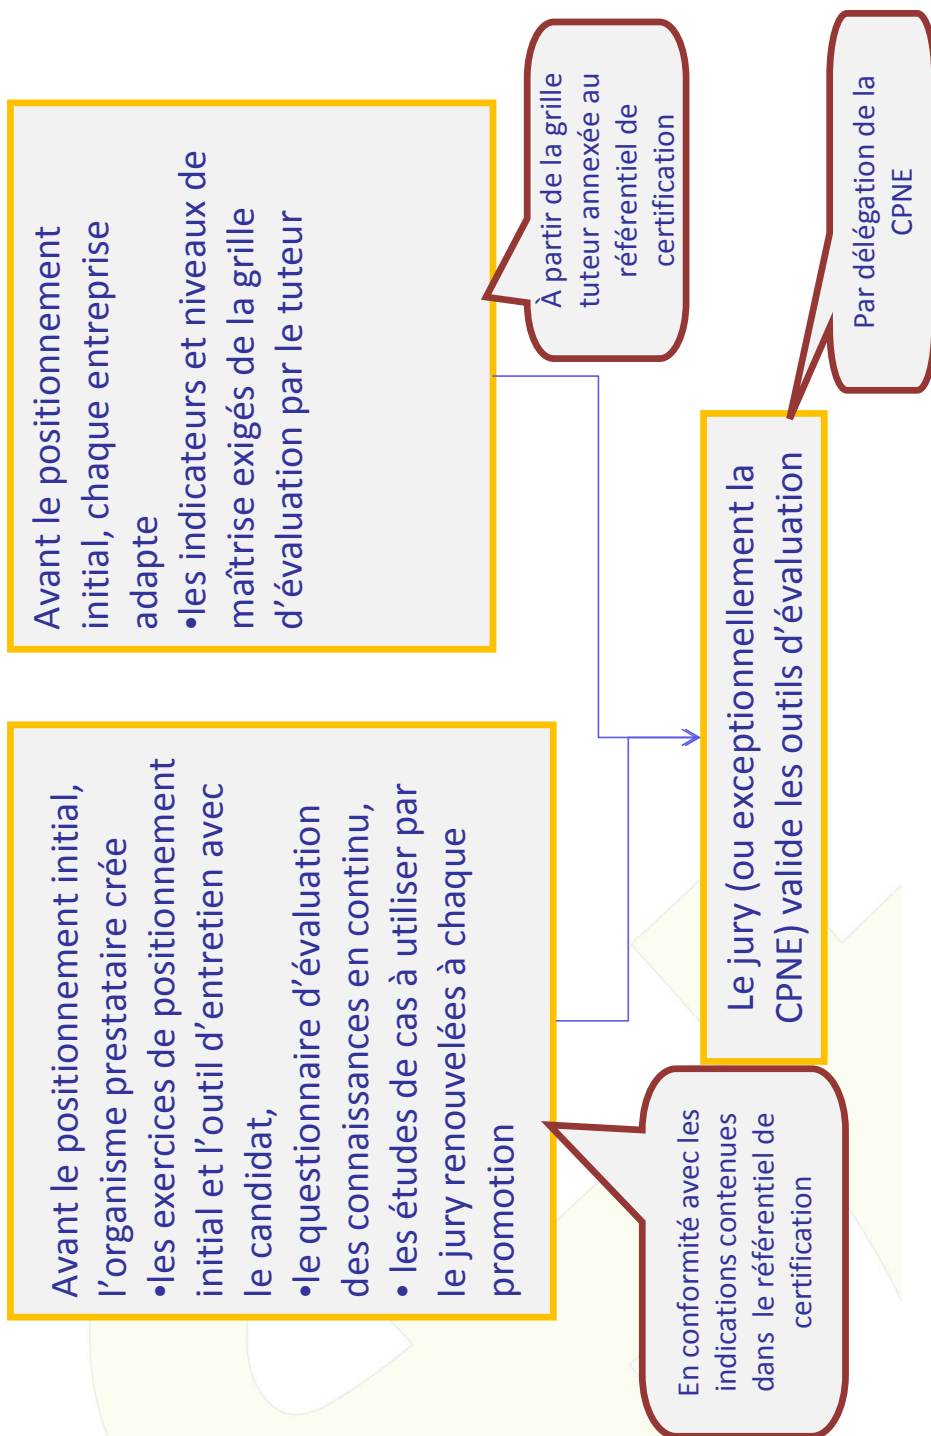 Avant le positionnement initial,
l’organisme prestataire crée
•les exercices de positionnement
initial et l’outil d’entretien avec
le candidat,
•le questionnaire d’évaluation
des connaissances en continu,
• les études de cas à utiliser par
le jury renouvelées à chaque
promotion
Avant le positionnement
initial, chaque entreprise
adapte
•les indicateurs et niveaux de
maîtrise exigés de la grille
d’évaluation par le tuteur
En conformité avec les
indications contenues
dans le référentiel de
certification
À partir de la grille
tuteur annexée au
référentiel de
certification
Le jury (ou exceptionnellement la
CPNE) valide les outils d’évaluation
Par délégation de la
CPNE